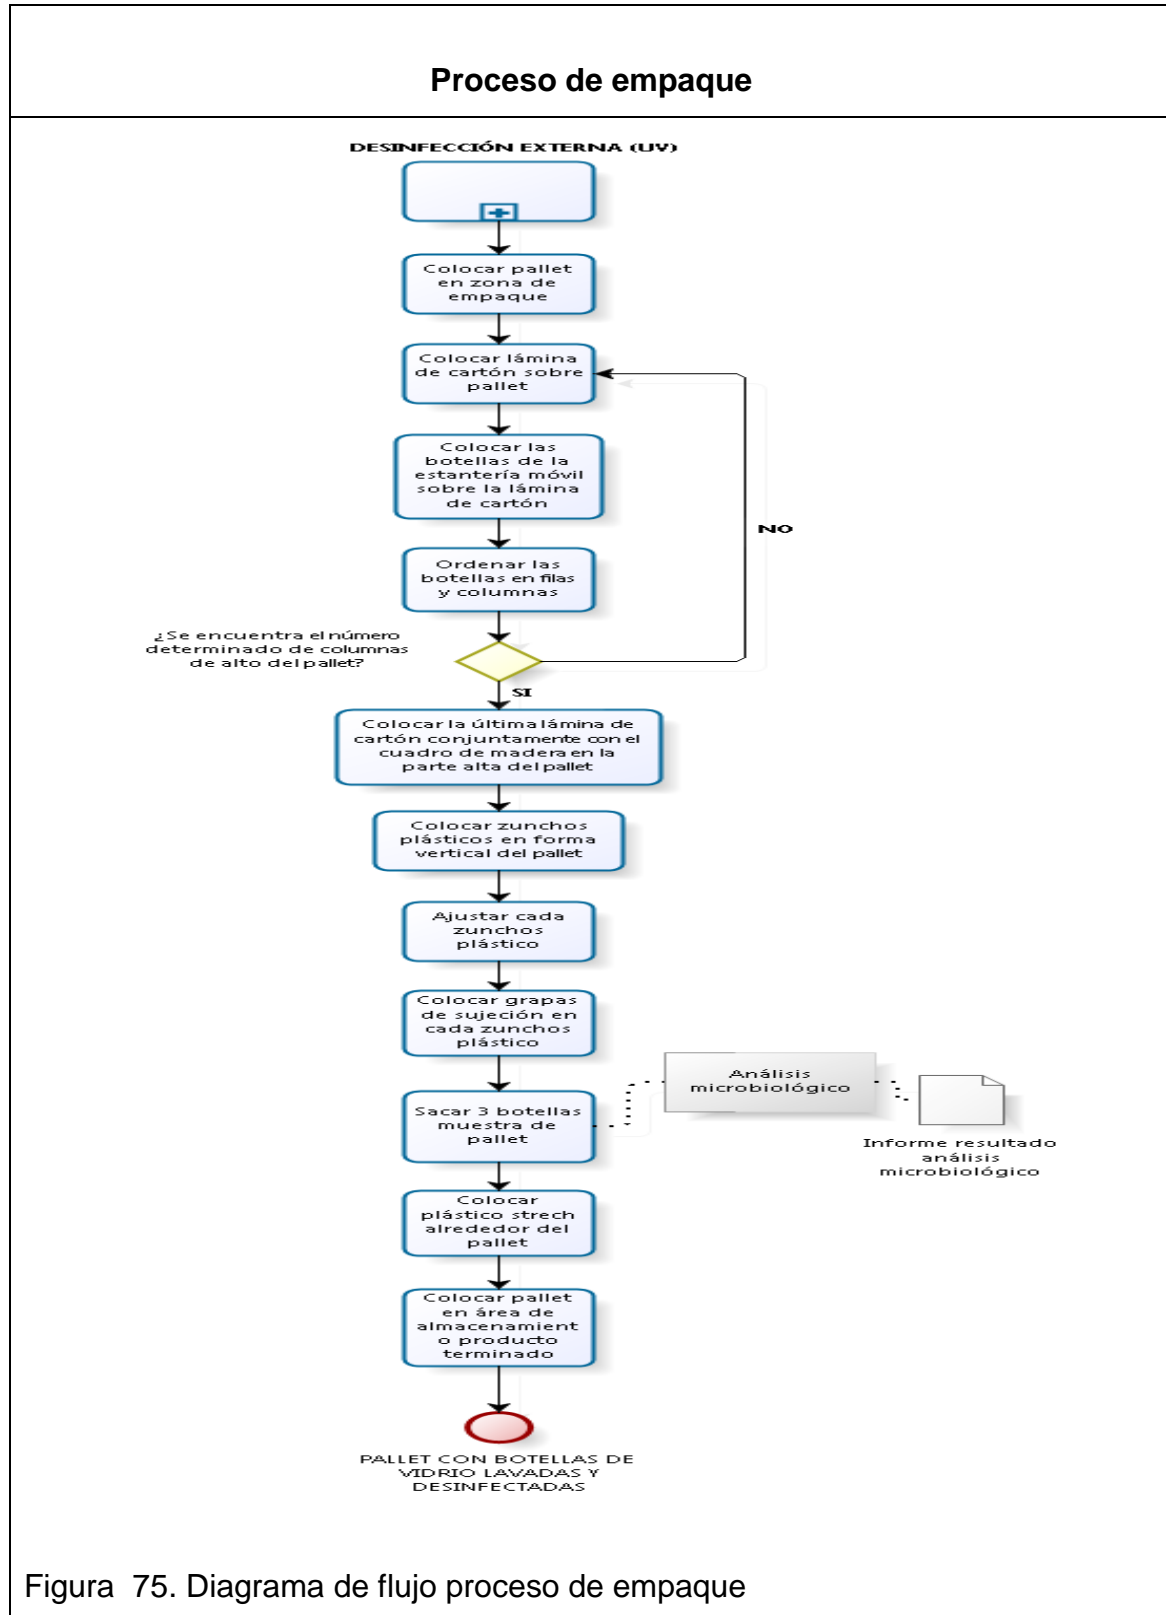 Proceso de empaque
DESINFECCIÓN EXTERNA (UV)
Colocar pallet
en zona de
empaque
Colocar lámina
de cartón sobre
pallet
Colocar las
botellas de la
estantería móvil
sobre la lámina
de cartón
NO
Ordenar las
botellas en filas
y columnas
¿Se encuentra el número
determinado de columnas
de alto del pallet?
SI
Colocar la última lámina de
cartón conjuntamente con el
cuadro de madera en la
parte alta del pallet
Colocar zunchos
plásticos en forma
vertical del pallet
Ajustar cada
zunchos
plástico
Colocar grapas
de sujeción en
cada zunchos
plástico
Análisis
microbiológico
Sacar 3 botellas
muestra de
pallet
Informe resultado
análisis
microbiológico
Colocar
plástico strech
alrededor del
pallet
Colocar pallet
en área de
almacenamient
o producto
terminado
PALLET CON BOTELLAS DE
VIDRIO LAVADAS Y
DESINFECTADAS
Figura 75. Diagrama de flujo proceso de empaque